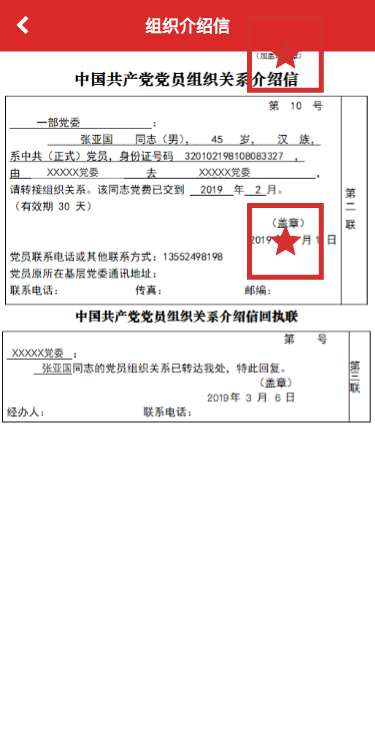 组织介绍信
中国共产党党员组织关系介绍信
第 10 号
一部党委：
张亚国 同志（男）， 45 岁， 汉 族，
系中共（正式）党员，身份证号码 320102198108083327 ，
由 XXXXX党委 去 XXXXX党委 ，
请转接组织关系。该同志党费已交到 2019 年 2 月。
（有效期 30 天）
（盖章）
2019 月 1 日
党员联系电话或其他联系方式：13552498198
党员原所在基层党委通讯地址：
联系电话： 传真： 邮编：
第二联
中国共产党党员组织关系介绍信回执联
第 号
XXXXX党委 ：
张亚国同志的党员组织关系已转达我处，特此回复。
（盖章）
2019 年 3 月 6 日
经办人： 联系电话：
第三联